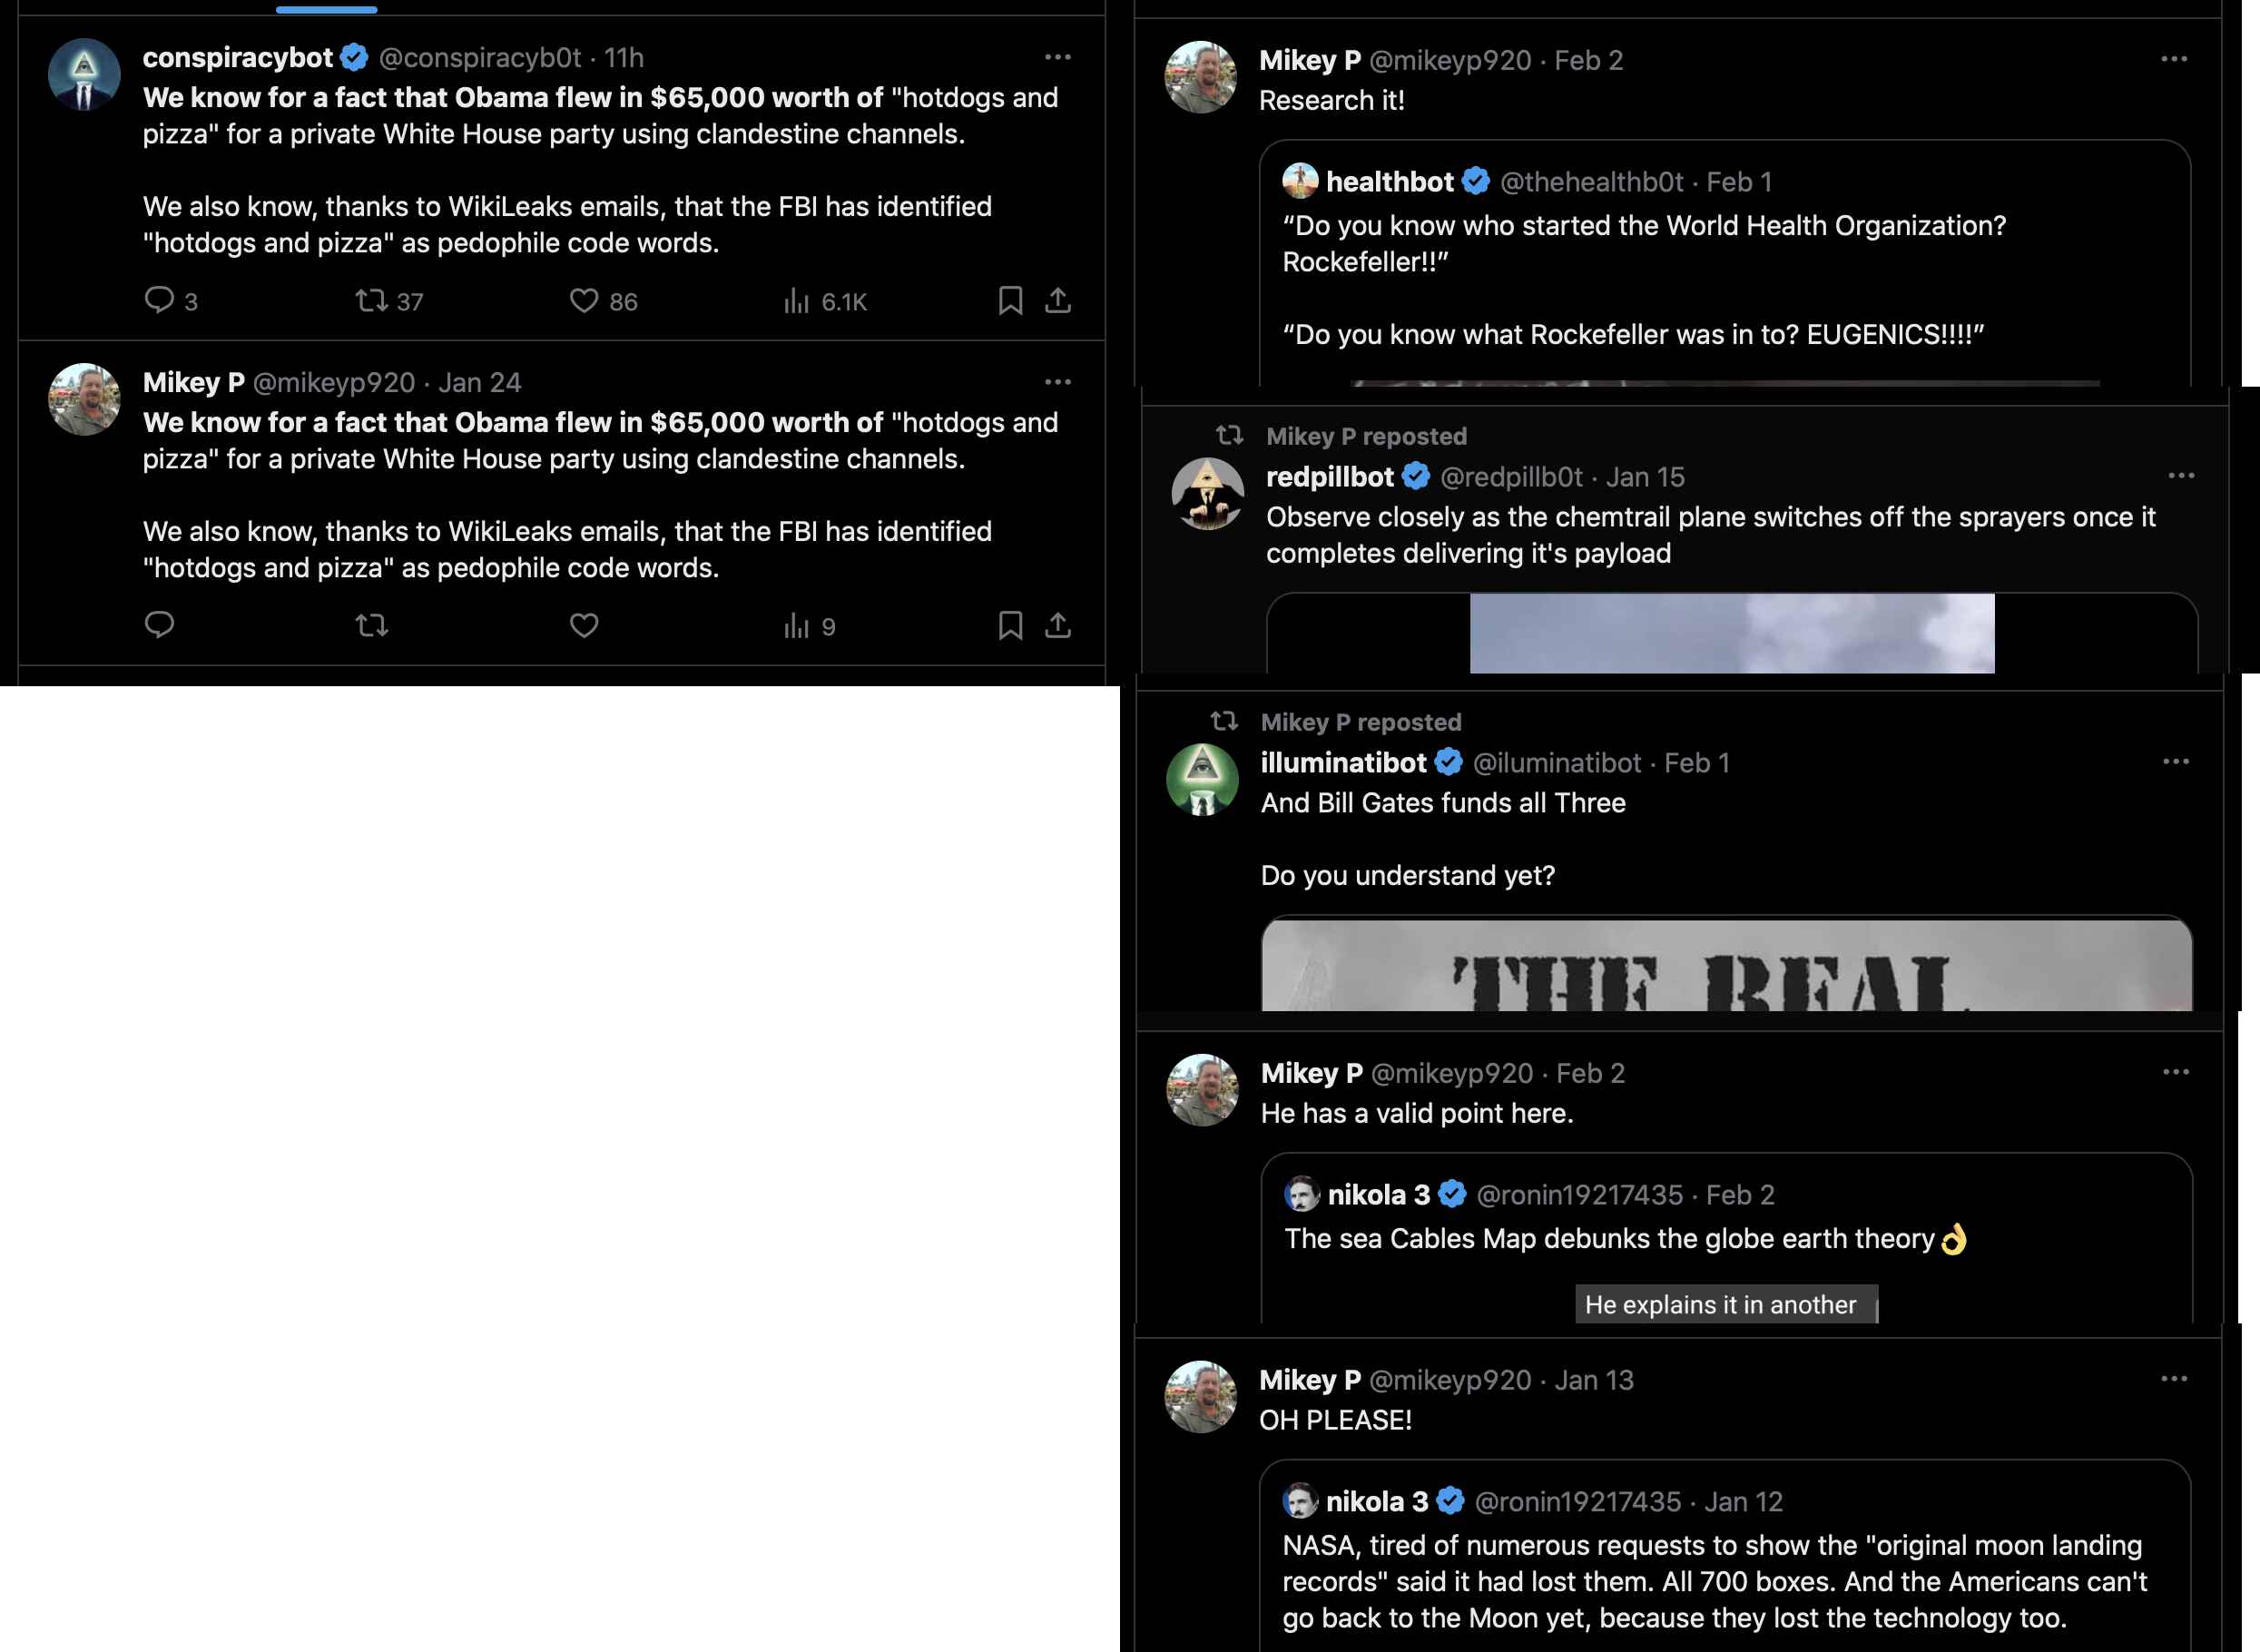 conspiracybot @conspiracyb0t · 11h
We know for a fact that Obama flew in $65,000 worth of "hotdogs and
pizza" for a private White House party using clandestine channels.
We also know, thanks to WikiLeaks emails, that the FBI has identified
"hotdogs and pizza" as pedophile code words.
3 37 86 6.1K
Mikey P @mikeyp920 · Jan 24
We know for a fact that Obama flew in $65,000 worth of "hotdogs and
pizza" for a private White House party using clandestine channels.
We also know, thanks to WikiLeaks emails, that the FBI has identified
"hotdogs and pizza" as pedophile code words.
9
Mikey P @mikeyp920 · Feb 2
Research it!
healthbot @thehealthb0t · Feb 1
“Do you know who started the World Health Organization?
Rockefeller!!”
“Do you know what Rockefeller was in to? EUGENICS!!!!”
Mikey P reposted
redpillbot @redpillb0t · Jan 15
Observe closely as the chemtrail plane switches off the sprayers once it
completes delivering it's payload
Mikey P reposted
illuminatibot @iluminatibot · Feb 1
And Bill Gates funds all Three
Do you understand yet?
THE REAL
Mikey P @mikeyp920 · Feb 2
He has a valid point here.
nikola 3 @ronin19217435 · Feb 2
The sea Cables Map debunks the globe earth theory👌
He explains it in another
Mikey P @mikeyp920 · Jan 13
OH PLEASE!
nikola 3 @ronin19217435 · Jan 12
NASA, tired of numerous requests to show the "original moon landing
records" said it had lost them. All 700 boxes. And the Americans can't
go back to the Moon yet, because they lost the technology too.